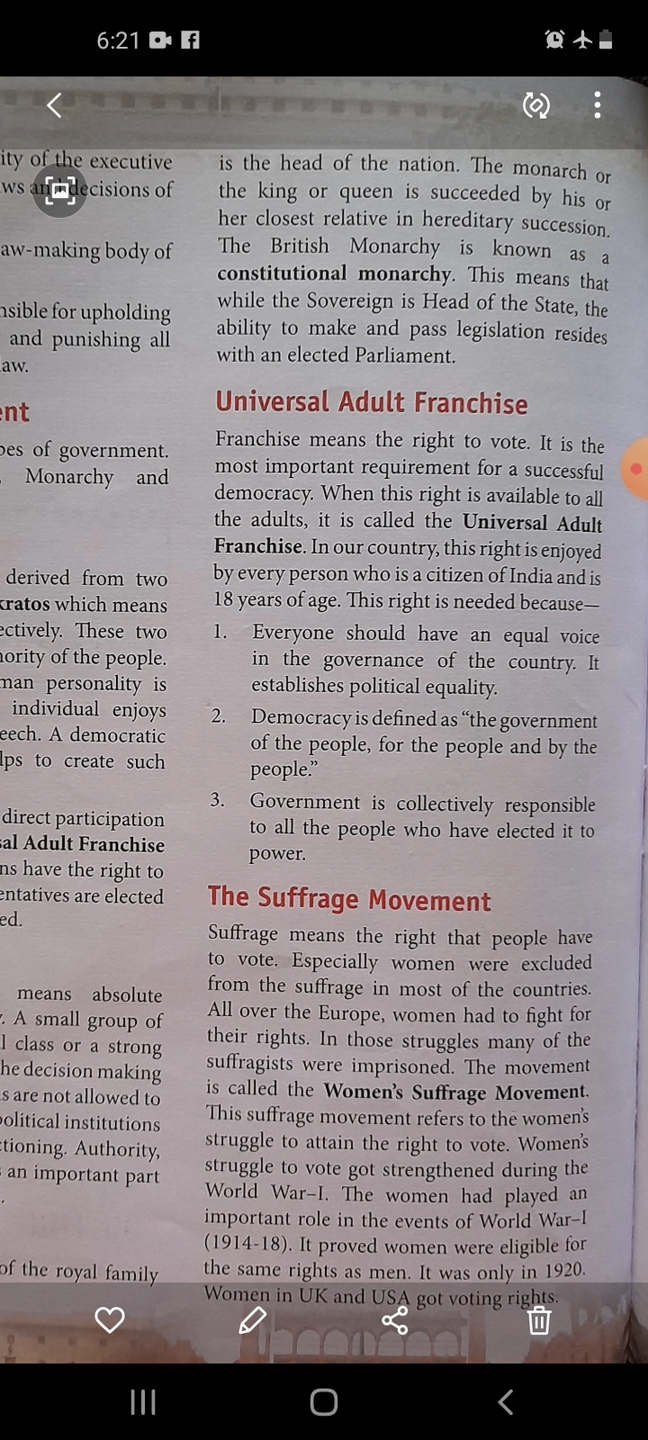 6:21
ity of the executive
ws and decisions of
aw-making body of
nsible for upholding
and punishing all
aw.
ent
pes of government.
, Monarchy and
derived from two
kratos which means
ectively. These two
hority of the people.
man personality is
individual enjoys
eech. A democratic
lps to create such
direct participation
sal Adult Franchise
ns have the right to
entatives are elected
ed.
means absolute
. A small group of
l class or a strong
he decision making
s are not allowed to
political institutions
ctioning. Authority,
s an important part
.
of the royal family
is the head of the nation. The monarch or
the king or queen is succeeded by his or
her closest relative in hereditary succession.
The British Monarchy is known as a
constitutional monarchy. This means that
while the Sovereign is Head of the State, the
ability to make and pass legislation resides
with an elected Parliament.
Universal Adult Franchise
Franchise means the right to vote. It is the
most important requirement for a successful
democracy. When this right is available to all
the adults, it is called the Universal Adult
Franchise. In our country, this right is enjoyed
by every person who is a citizen of India and is
18 years of age. This right is needed because—
1. Everyone should have an equal voice
in the governance of the country. It
establishes political equality.
2. Democracy is defined as “the government
of the people, for the people and by the
people.”
3. Government is collectively responsible
to all the people who have elected it to
power.
The Suffrage Movement
Suffrage means the right that people have
to vote. Especially women were excluded
from the suffrage in most of the countries.
All over the Europe, women had to fight for
their rights. In those struggles many of the
suffragists were imprisoned. The movement
is called the Women’s Suffrage Movement.
This suffrage movement refers to the women’s
struggle to attain the right to vote. Women’s
struggle to vote got strengthened during the
World War–I. The women had played an
important role in the events of World War–I
(1914-18). It proved women were eligible for
the same rights as men. It was only in 1920.
Women in UK and USA got voting rights.